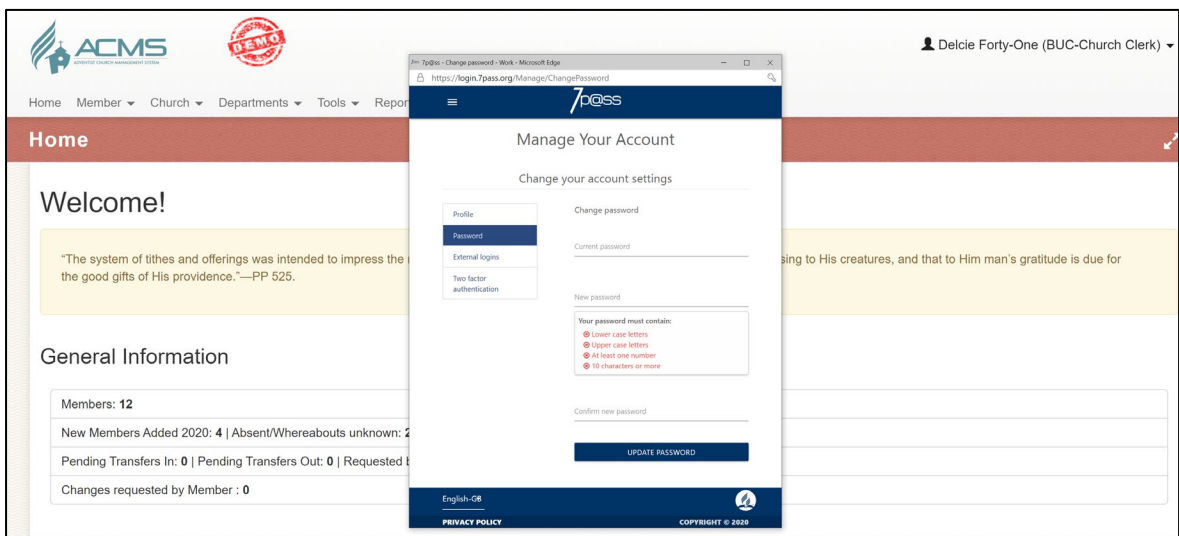 ACMS
ADVENTIST CHURCH MANAGEMENT SYSTEM
DEMO
Delcie Forty-One (BUC-Church Clerk)
Home Member Church Departments Tools Repor
Home
Welcome!
“The system of tithes and offerings was intended to impress the
sing to His creatures, and that to Him man’s gratitude is due for
the good gifts of His providence.”—PP 525.
General Information
Members: 12
New Members Added 2020: 4 | Absent/Whereabouts unknown: 2
Pending Transfers In: 0 | Pending Transfers Out: 0 | Requested
Changes requested by Member : 0
7p@ss - Change password - Work - Microsoft Edge
https://login.7pass.org/Manage/ChangePassword
7p@ss
Manage Your Account
Change your account settings
Profile
Password
External logins
Two factor
authentication
Change password
Current password
New password
Your password must contain:
Lower case letters
Upper case letters
At least one number
10 characters or more
Confirm new password
UPDATE PASSWORD
English-GB
PRIVACY POLICY
COPYRIGHT © 2020